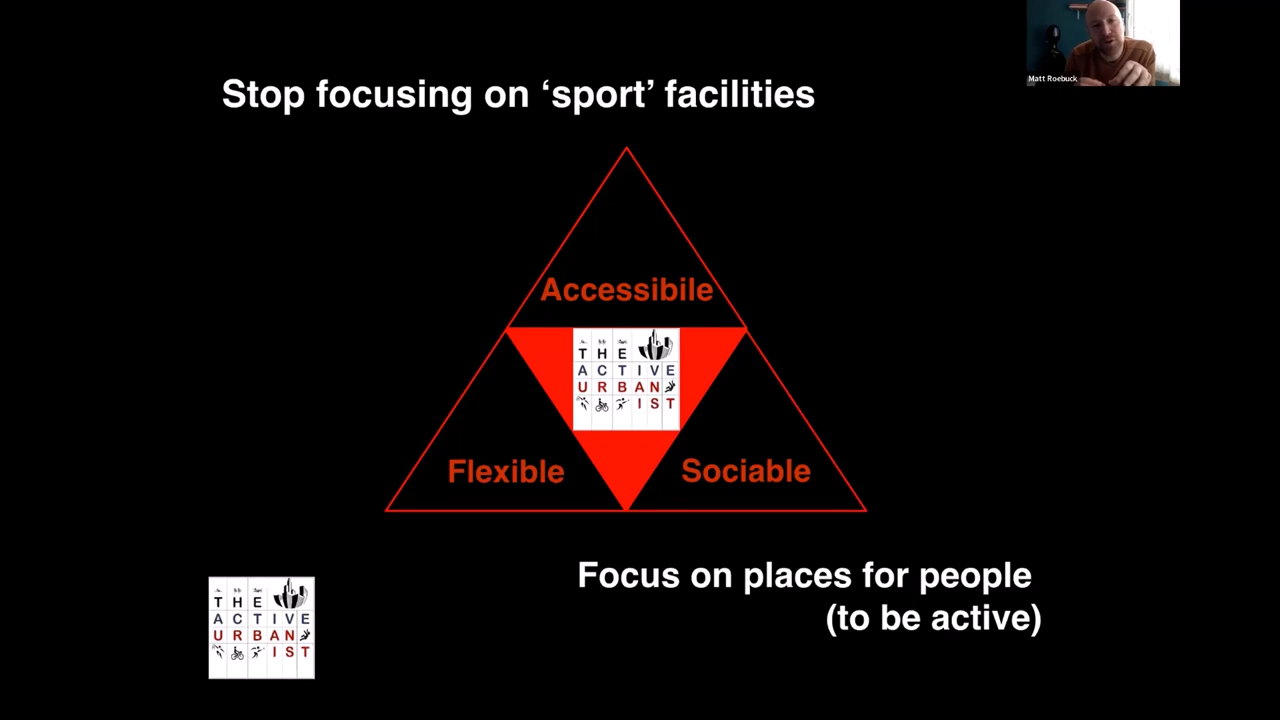 Matt Roebuck
Stop focusing on ‘sport’ facilities
Accessibile
THE
ACTIVE
URBAN
IST
Flexible
Sociable
Focus on places for people
(to be active)
THE
ACTIVE
URBAN
IST